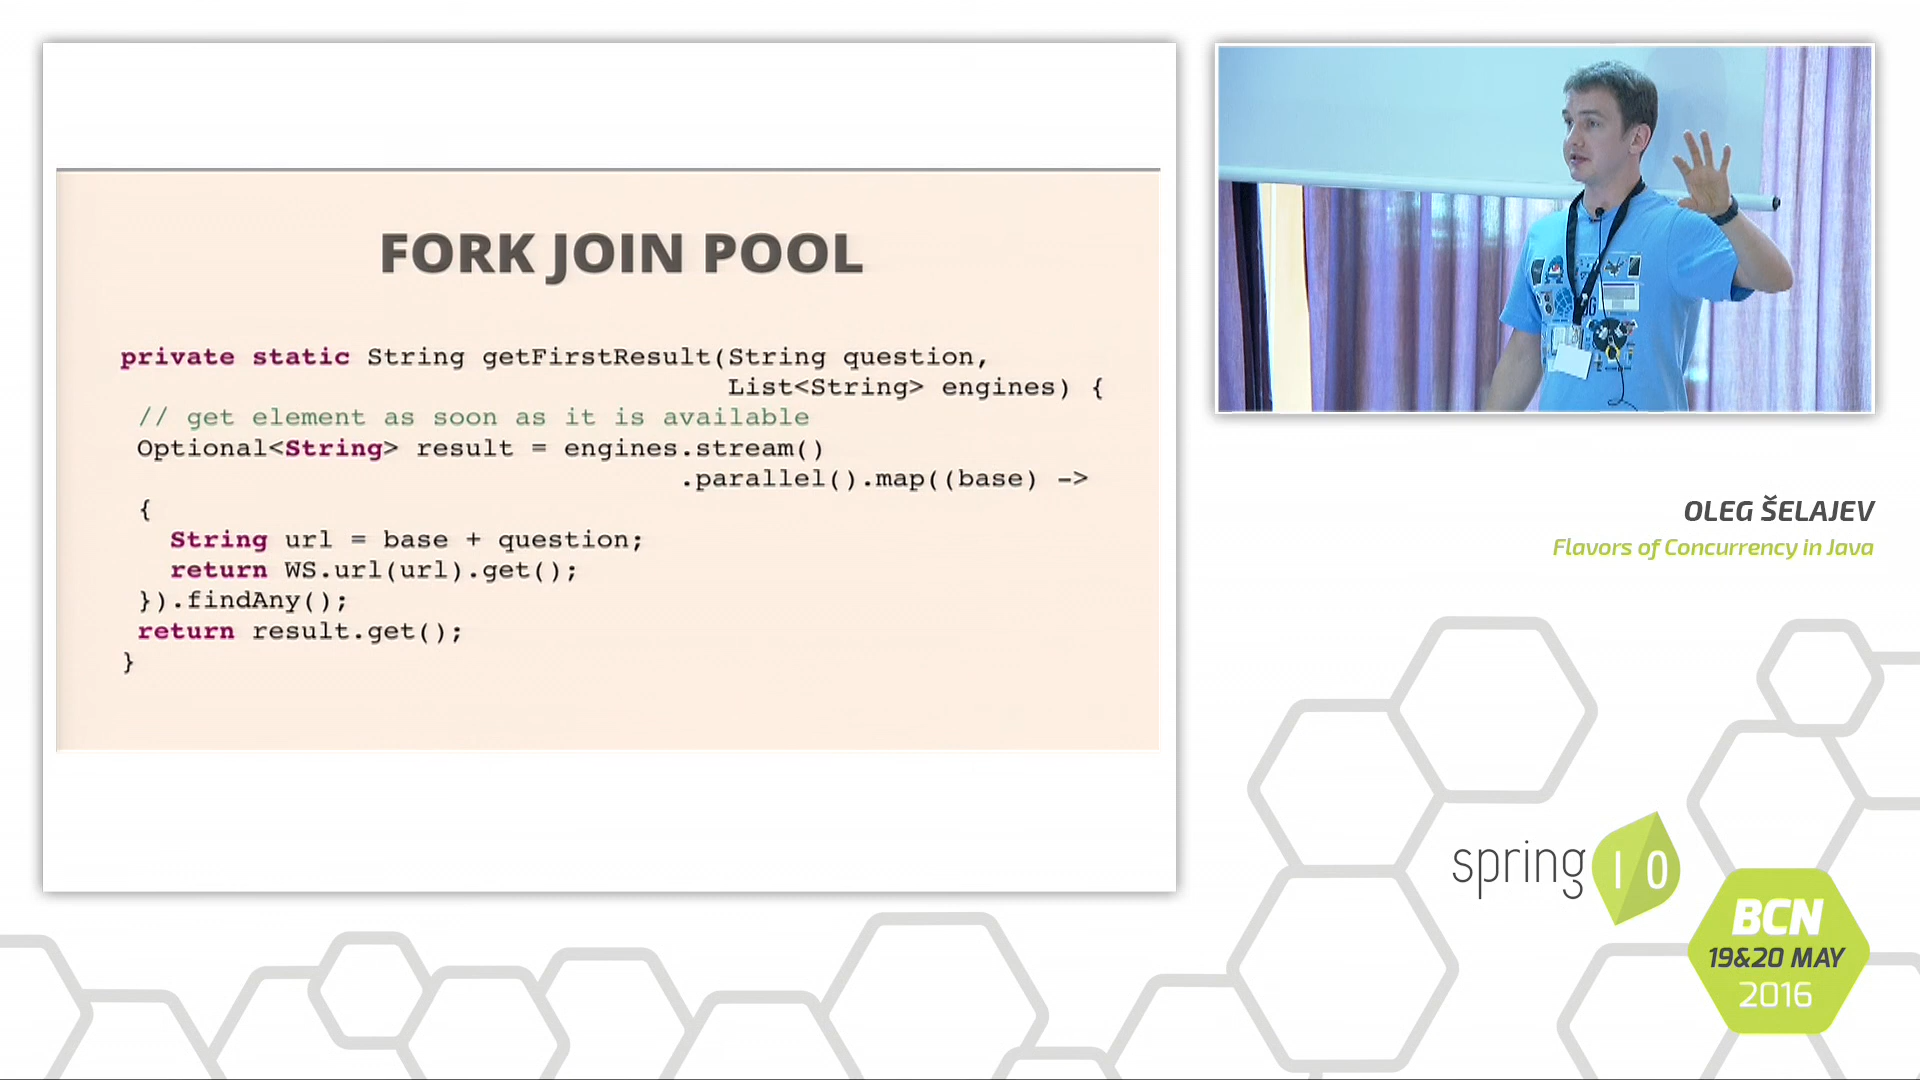 FORK JOIN POOL
private static String getFirstResult(String question,
List<String> engines) {
// get element as soon as it is available
Optional<String> result = engines.stream()
.parallel().map((base) ->
{
String url = base + question;
return WS.url(url).get();
}).findAny();
return result.get();
}
OLEG ŠELAJEV
Flavors of Concurrency in Java
spring IO
BCN
19&20 MAY
2016